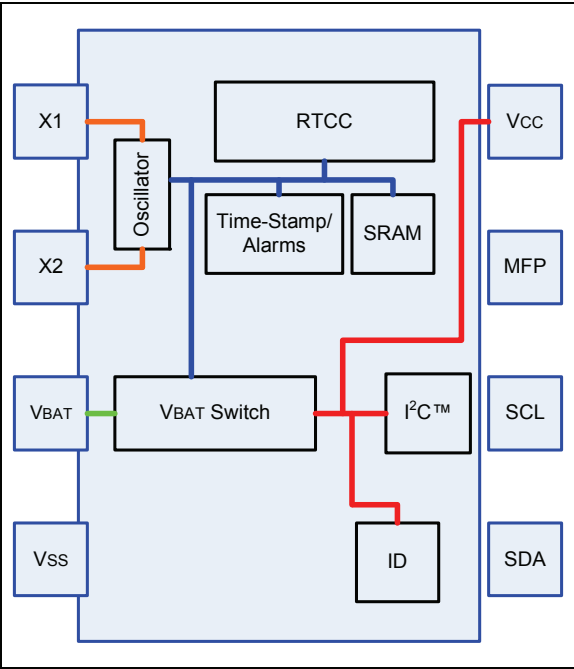 X1
RTCC
VCC
Oscillator
Time-Stamp/
Alarms
SRAM
X2
MFP
VBAT
VBAT Switch
I²C™
SCL
VSS
ID
SDA